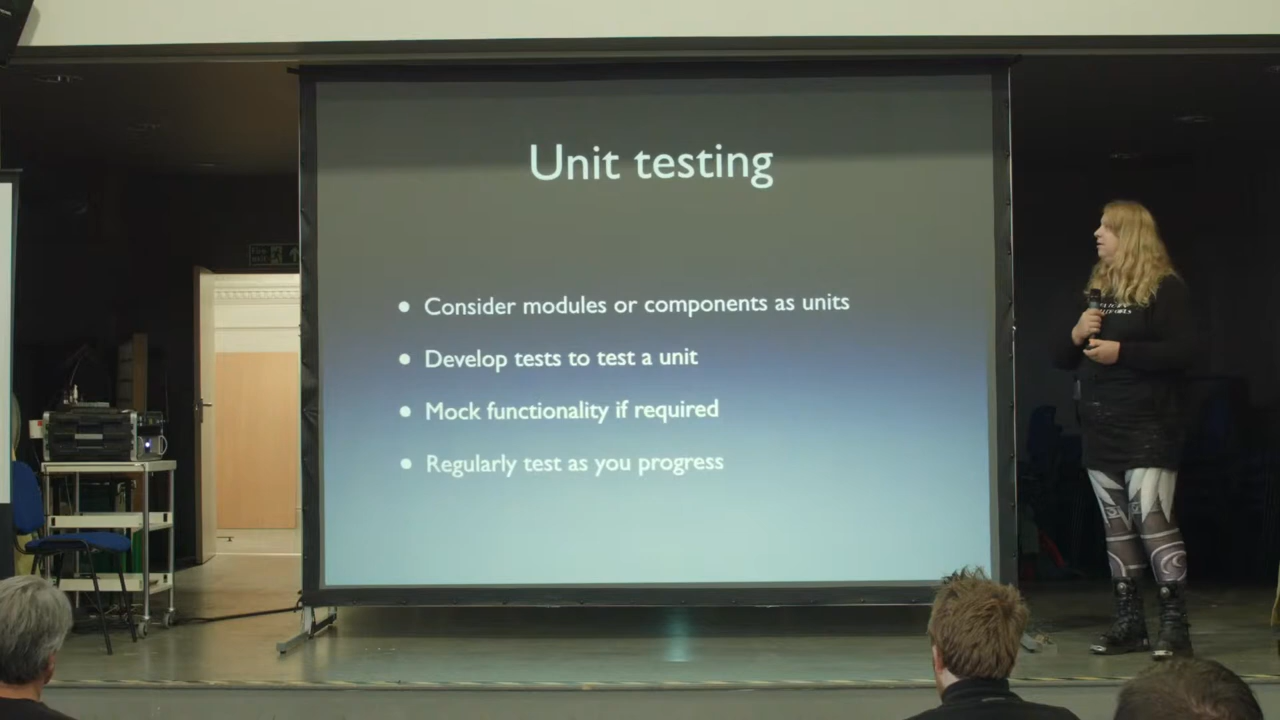 Unit testing
Consider modules or components as units
Develop tests to test a unit
Mock functionality if required
Regularly test as you progress